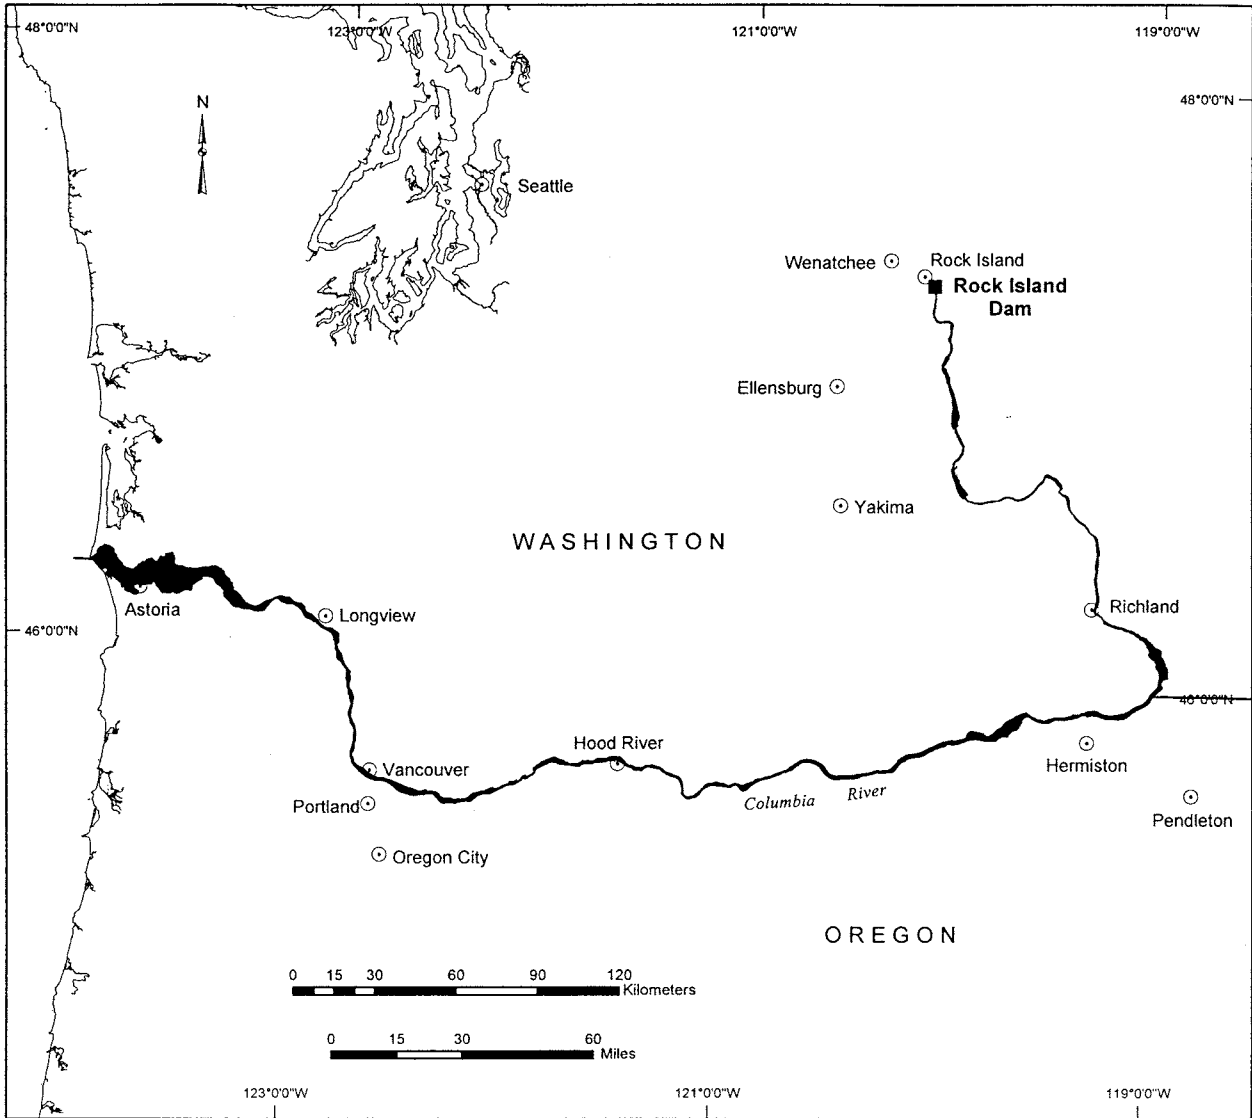 48°0'0"N
123°0'0"W
121°0'0"W
119°0'0"W
48°0'0"N
N
Seattle
Wenatchee
Rock Island
Rock Island
Dam
Ellensburg
Yakima
WASHINGTON
Astoria
Longview
Richland
46°0'0"N
46°0'0"N
Hood River
Vancouver
Hermiston
Columbia River
Portland
Pendleton
Oregon City
OREGON
0 15 30 60 90 120
Kilometers
0 15 30 60
Miles
123°0'0"W
121°0'0"W
119°0'0"W